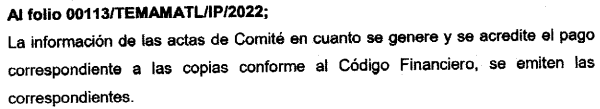 Al folio 00113/TEMAMATL/IP/2022;
La información de las actas de Comité en cuanto se genere y se acredite el pago
correspondiente a las copias conforme al Código Financiero, se emiten las
correspondientes.